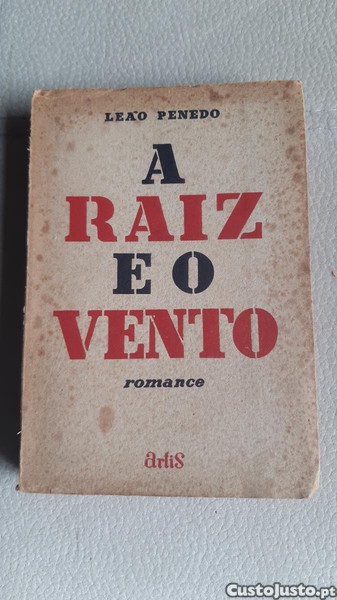 LEÃO PENEDO
A
RAIZ
E O
VENTO
romance
artis
CustoJusto.pt